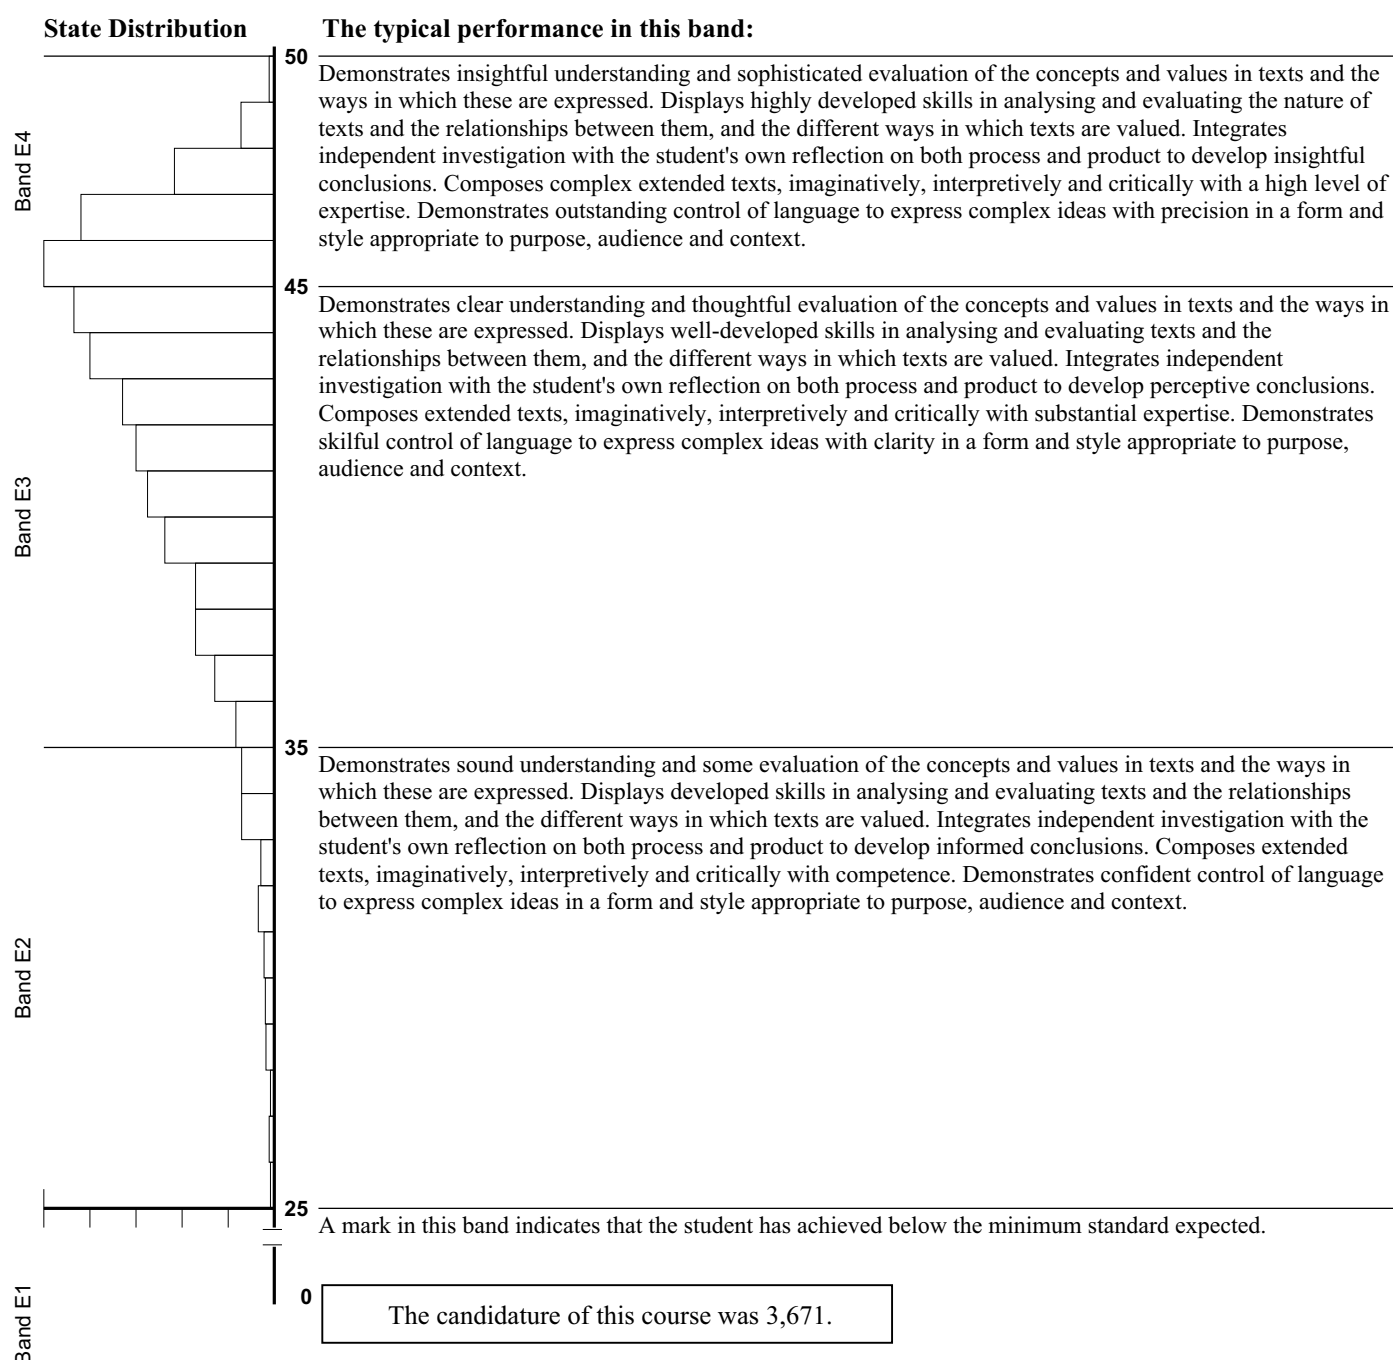 State Distribution
The typical performance in this band:
50
Demonstrates insightful understanding and sophisticated evaluation of the concepts and values in texts and the
ways in which these are expressed. Displays highly developed skills in analysing and evaluating the nature of
texts and the relationships between them, and the different ways in which texts are valued. Integrates
independent investigation with the student's own reflection on both process and product to develop insightful
conclusions. Composes complex extended texts, imaginatively, interpretively and critically with a high level of
expertise. Demonstrates outstanding control of language to express complex ideas with precision in a form and
style appropriate to purpose, audience and context.
Band E4
45
Demonstrates clear understanding and thoughtful evaluation of the concepts and values in texts and the ways in
which these are expressed. Displays well-developed skills in analysing and evaluating texts and the
relationships between them, and the different ways in which texts are valued. Integrates independent
investigation with the student's own reflection on both process and product to develop perceptive conclusions.
Composes extended texts, imaginatively, interpretively and critically with substantial expertise. Demonstrates
skilful control of language to express complex ideas with clarity in a form and style appropriate to purpose,
audience and context.
Band E3
35
Demonstrates sound understanding and some evaluation of the concepts and values in texts and the ways in
which these are expressed. Displays developed skills in analysing and evaluating texts and the relationships
between them, and the different ways in which texts are valued. Integrates independent investigation with the
student's own reflection on both process and product to develop informed conclusions. Composes extended
texts, imaginatively, interpretively and critically with competence. Demonstrates confident control of language
to express complex ideas in a form and style appropriate to purpose, audience and context.
Band E2
25
A mark in this band indicates that the student has achieved below the minimum standard expected.
0
The candidature of this course was 3,671.
Band E1